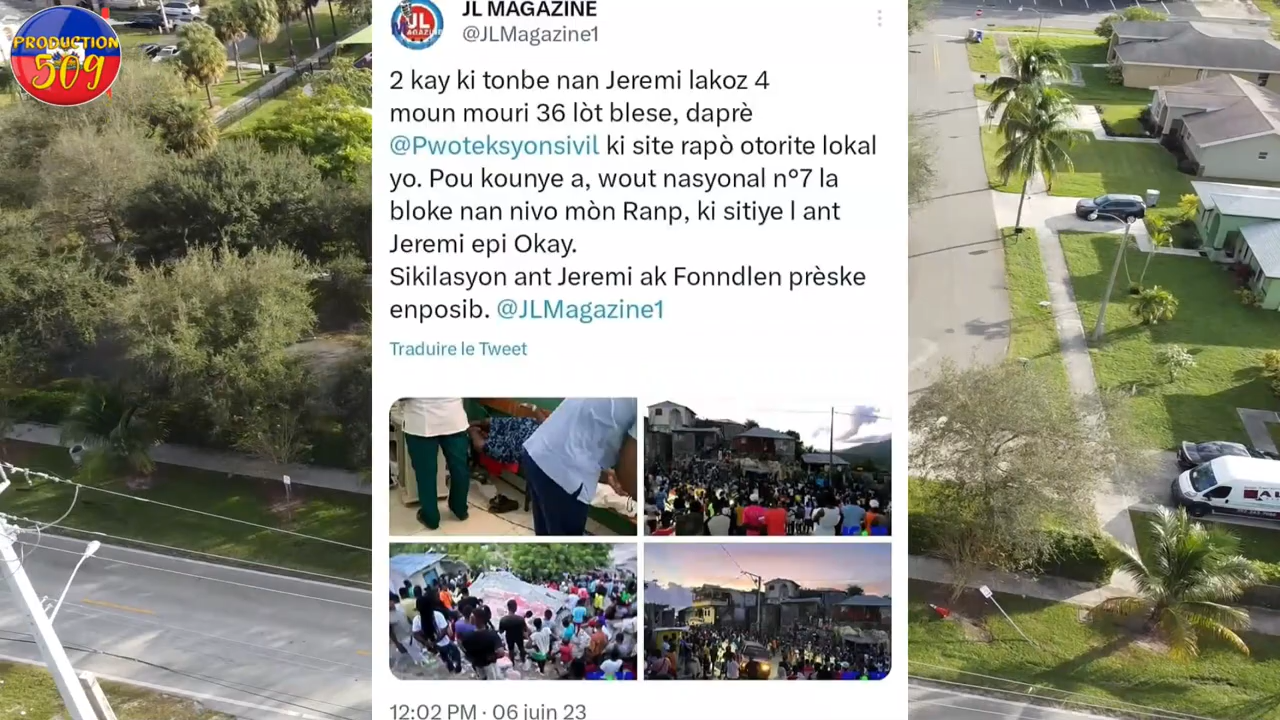 PRODUCTION
509
JL
MAGAZINE
JL MAGAZINE
@JLMagazine1
2 kay ki tonbe nan Jeremi lakoz 4
moun mouri 36 lòt blese, daprè
@Pwoteksyonsivil ki site rapò otorite lokal
yo. Pou kounye a, wout nasyonal n°7 la
bloke nan nivo mòn Ranp, ki sitiye l ant
Jeremi epi Okay.
Sikilasyon ant Jeremi ak Fonndlen prèske
enposib. @JLMagazine1
Traduire le Tweet
12:02 PM · 06 juin 23